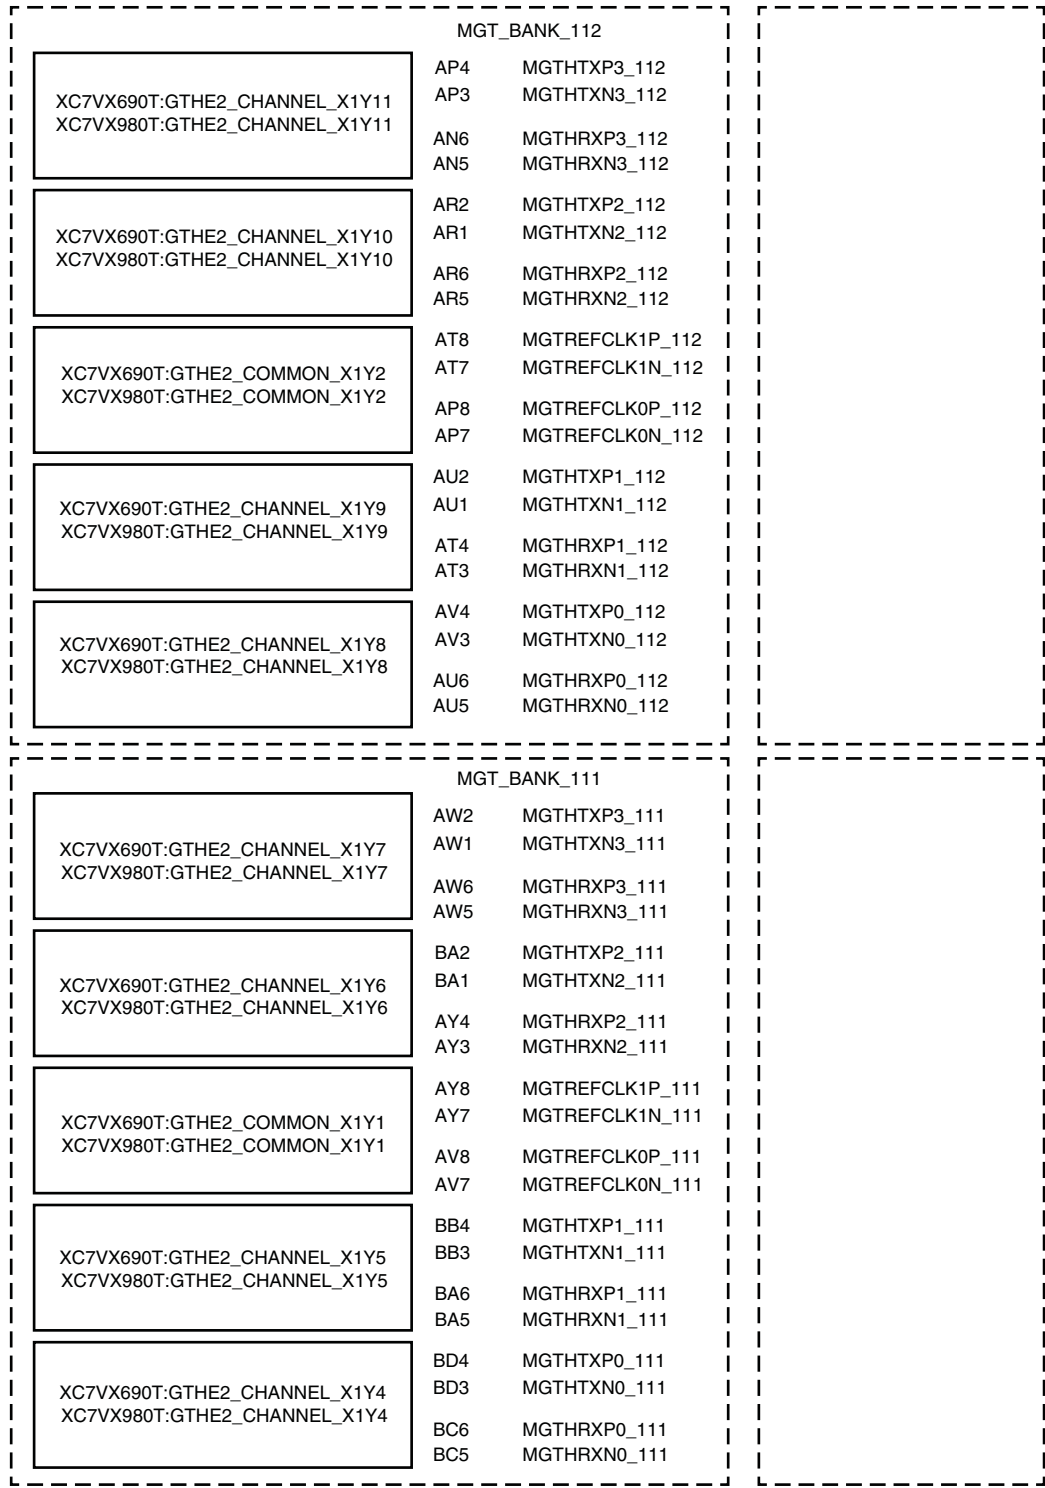 MGT_BANK_112
AP4 MGTHTXP3_112
XC7VX690T:GTHE2_CHANNEL_X1Y11
AP3 MGTHTXN3_112
XC7VX980T:GTHE2_CHANNEL_X1Y11
AN6 MGTHRXP3_112
AN5 MGTHRXN3_112
AR2 MGTHTXP2_112
XC7VX690T:GTHE2_CHANNEL_X1Y10
AR1 MGTHTXN2_112
XC7VX980T:GTHE2_CHANNEL_X1Y10
AR6 MGTHRXP2_112
AR5 MGTHRXN2_112
AT8 MGTREFCLK1P_112
XC7VX690T:GTHE2_COMMON_X1Y2
AT7 MGTREFCLK1N_112
XC7VX980T:GTHE2_COMMON_X1Y2
AP8 MGTREFCLK0P_112
AP7 MGTREFCLK0N_112
AU2 MGTHTXP1_112
XC7VX690T:GTHE2_CHANNEL_X1Y9
AU1 MGTHTXN1_112
XC7VX980T:GTHE2_CHANNEL_X1Y9
AT4 MGTHRXP1_112
AT3 MGTHRXN1_112
AV4 MGTHTXP0_112
XC7VX690T:GTHE2_CHANNEL_X1Y8
AV3 MGTHTXN0_112
XC7VX980T:GTHE2_CHANNEL_X1Y8
AU6 MGTHRXP0_112
AU5 MGTHRXN0_112
MGT_BANK_111
AW2 MGTHTXP3_111
XC7VX690T:GTHE2_CHANNEL_X1Y7
AW1 MGTHTXN3_111
XC7VX980T:GTHE2_CHANNEL_X1Y7
AW6 MGTHRXP3_111
AW5 MGTHRXN3_111
BA2 MGTHTXP2_111
XC7VX690T:GTHE2_CHANNEL_X1Y6
BA1 MGTHTXN2_111
XC7VX980T:GTHE2_CHANNEL_X1Y6
AY4 MGTHRXP2_111
AY3 MGTHRXN2_111
AY8 MGTREFCLK1P_111
XC7VX690T:GTHE2_COMMON_X1Y1
AY7 MGTREFCLK1N_111
XC7VX980T:GTHE2_COMMON_X1Y1
AV8 MGTREFCLK0P_111
AV7 MGTREFCLK0N_111
BB4 MGTHTXP1_111
XC7VX690T:GTHE2_CHANNEL_X1Y5
BB3 MGTHTXN1_111
XC7VX980T:GTHE2_CHANNEL_X1Y5
BA6 MGTHRXP1_111
BA5 MGTHRXN1_111
BD4 MGTHTXP0_111
XC7VX690T:GTHE2_CHANNEL_X1Y4
BD3 MGTHTXN0_111
XC7VX980T:GTHE2_CHANNEL_X1Y4
BC6 MGTHRXP0_111
BC5 MGTHRXN0_111